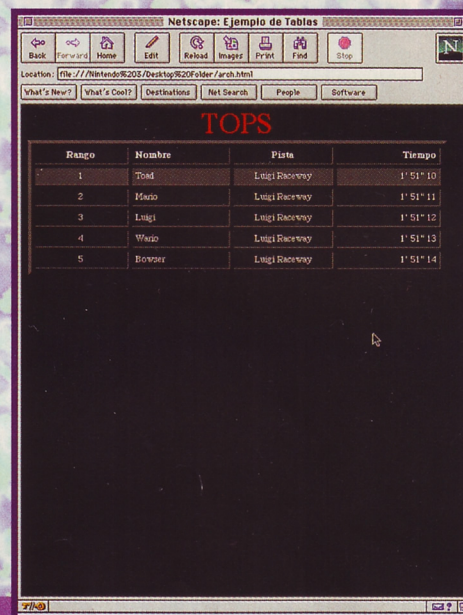 Netscape: Ejemplo de Tablas
Back Forward Home Edit Reload Images Print Find Stop
N
Location: file:///Nintendo%203/Desktop%20Folder/arch.html
What's New? What's Cool? Destinations Net Search People Software
TOPS
Rango Nombre Pista Tiempo
1 Toad Luigi Raceway 1' 51" 10
2 Mario Luigi Raceway 1' 51" 11
3 Luigi Luigi Raceway 1' 51" 12
4 Wario Luigi Raceway 1' 51" 13
5 Bowser Luigi Raceway 1' 51" 14